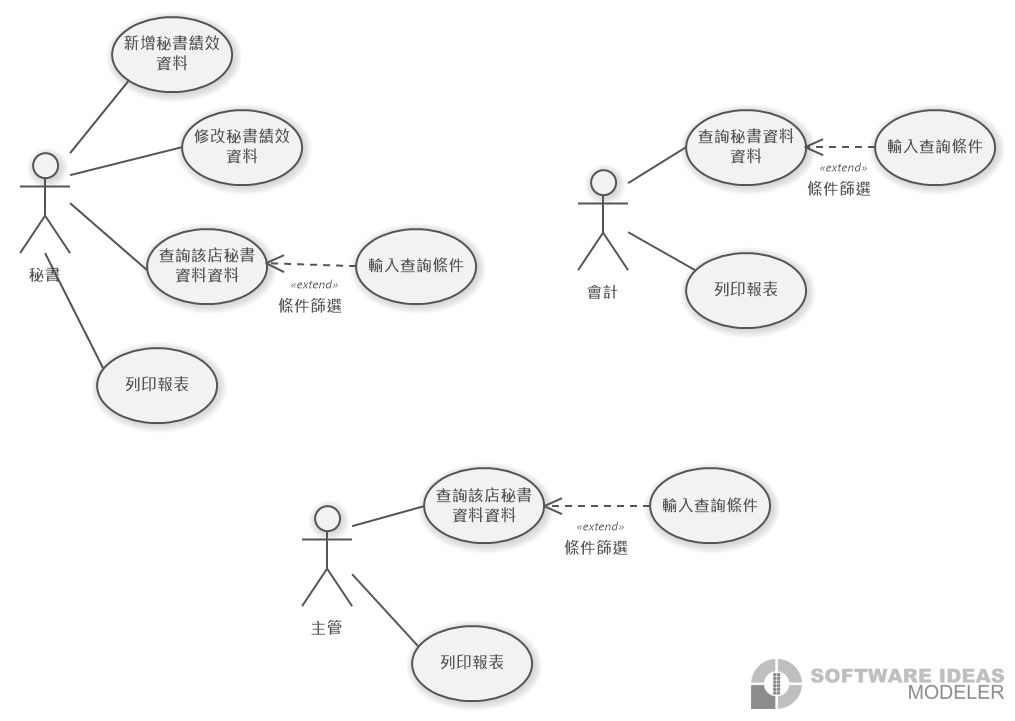 新增秘書績效
資料
修改秘書績效
資料
查詢該店秘書
資料資料
輸入查詢條件
«extend»
條件篩選
秘書
列印報表
查詢秘書資料
資料
輸入查詢條件
«extend»
條件篩選
會計
列印報表
查詢該店秘書
資料資料
輸入查詢條件
«extend»
條件篩選
主管
列印報表
SOFTWARE IDEAS
MODELER